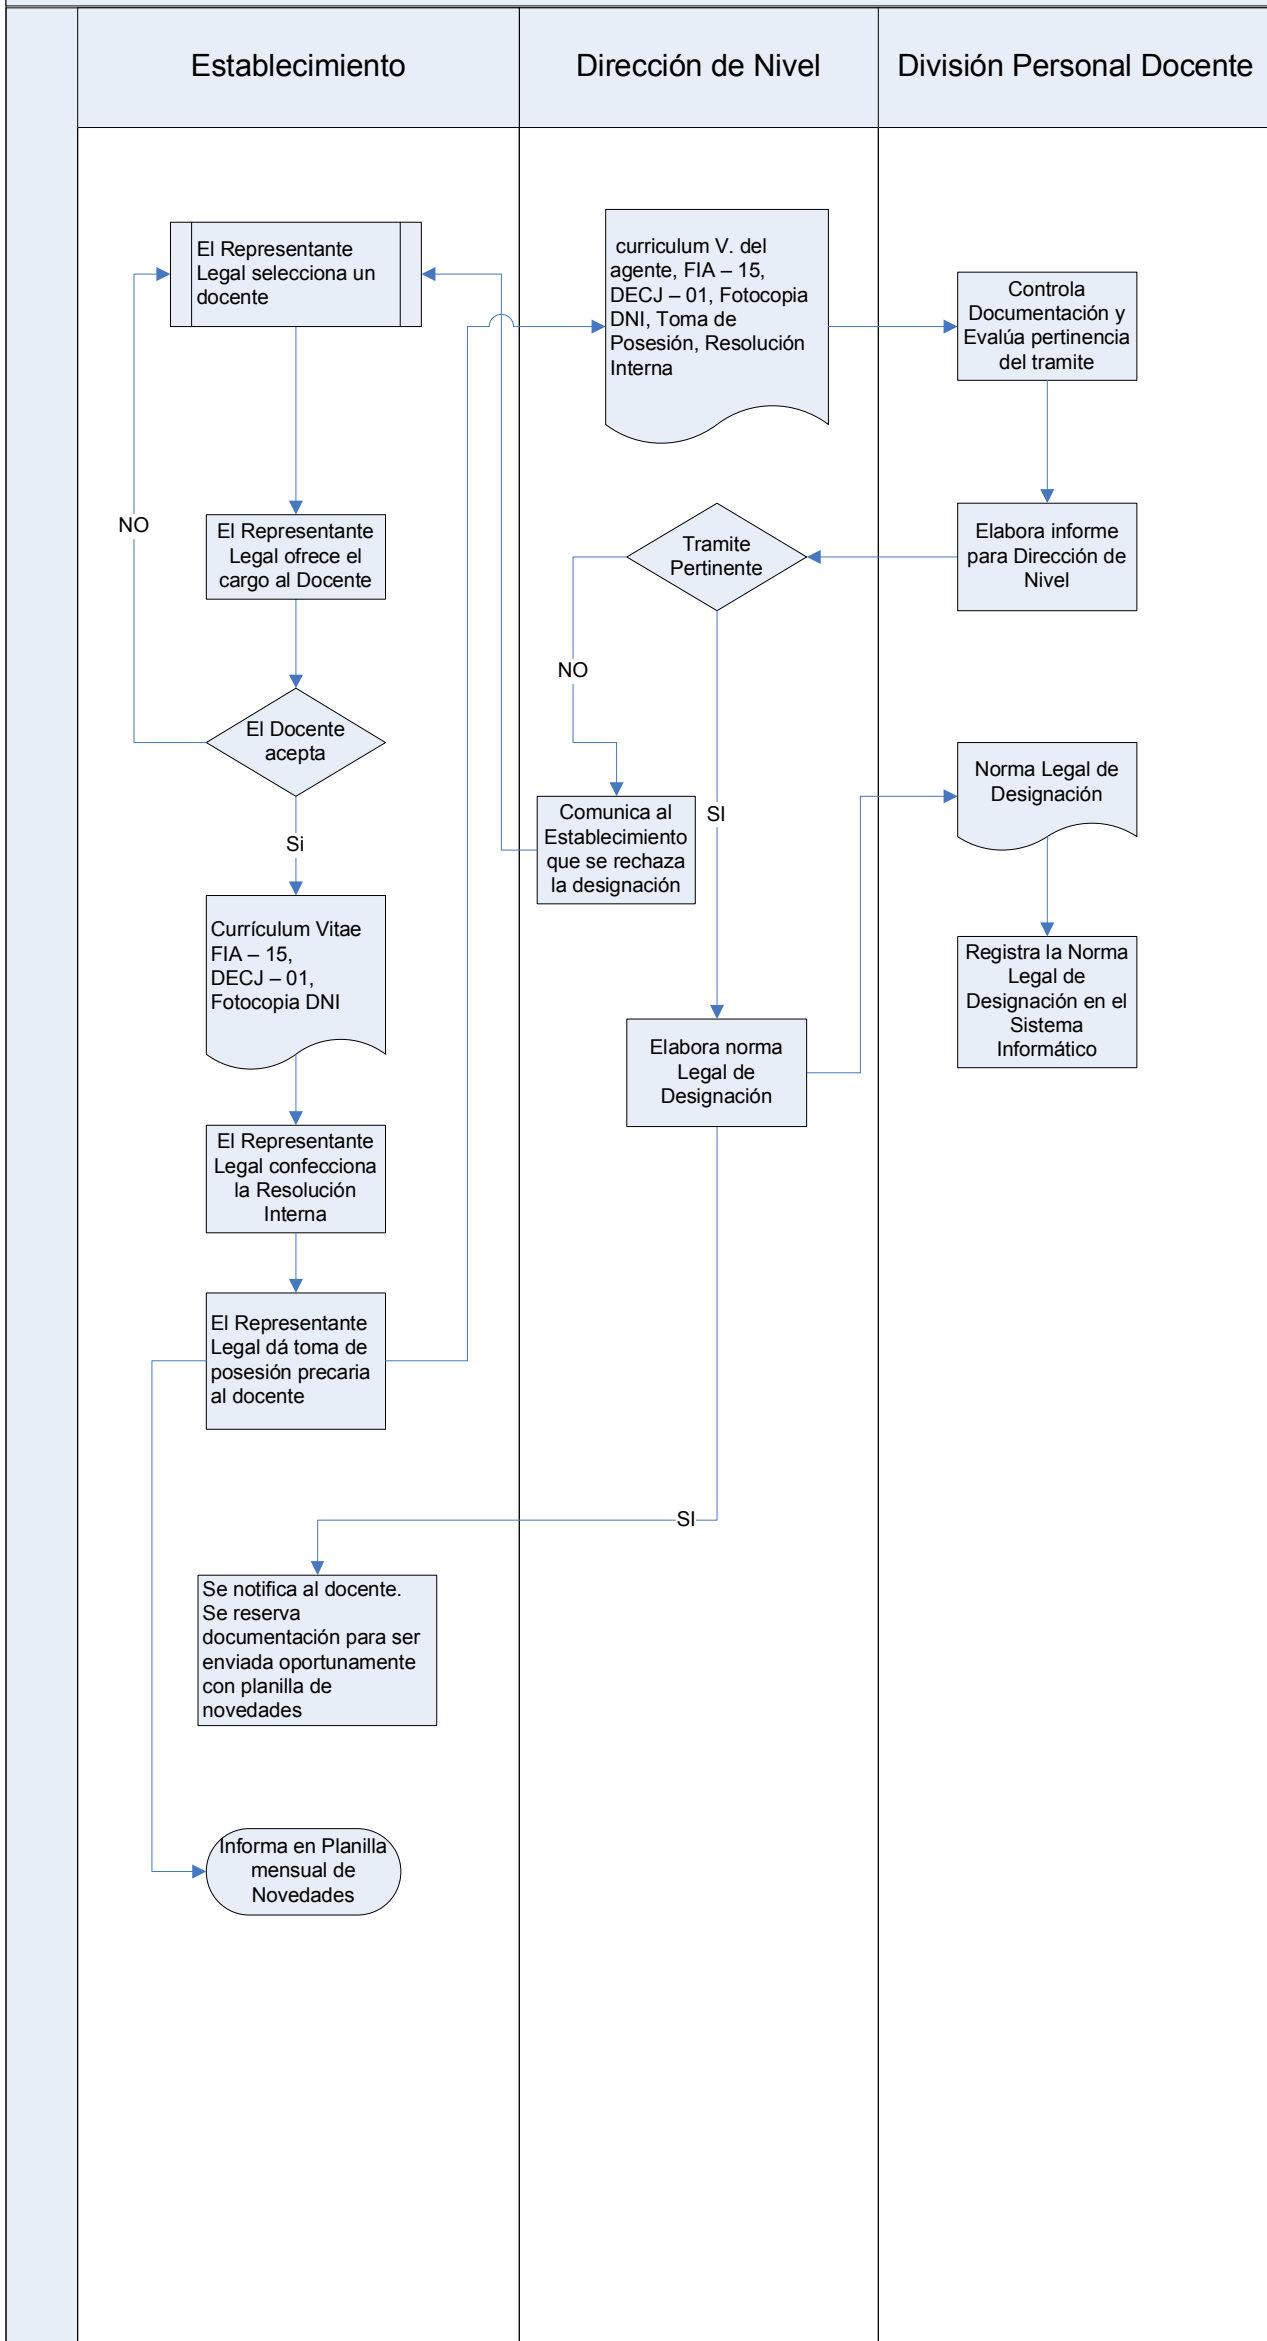 Establecimiento
Dirección de Nivel
División Personal Docente
El Representante
Legal selecciona un
docente
NO
El Representante
Legal ofrece el
cargo al Docente
El Docente
acepta
Si
Currículum Vitae
FIA – 15,
DECJ – 01,
Fotocopia DNI
El Representante
Legal confecciona
la Resolución
Interna
El Representante
Legal dá toma de
posesión precaria
al docente
Se notifica al docente.
Se reserva
documentación para ser
enviada oportunamente
con planilla de
novedades
Informa en Planilla
mensual de
Novedades
curriculum V. del
agente, FIA – 15,
DECJ – 01, Fotocopia
DNI, Toma de
Posesión, Resolución
Interna
Tramite
Pertinente
NO
Comunica al
Establecimiento
que se rechaza
la designación
SI
Elabora norma
Legal de
Designación
SI
Controla
Documentación y
Evalúa pertinencia
del tramite
Elabora informe
para Dirección de
Nivel
Norma Legal de
Designación
Registra la Norma
Legal de
Designación en el
Sistema
Informático